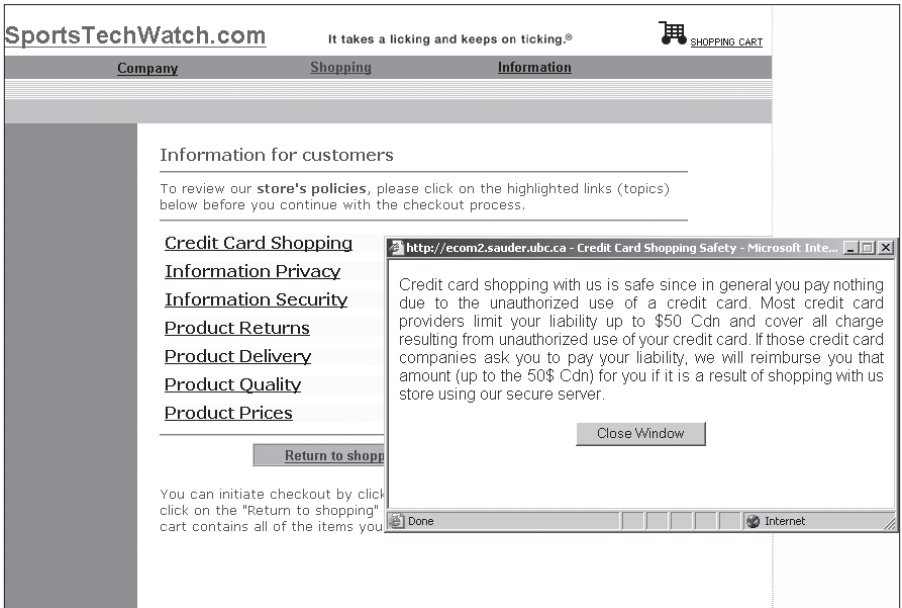 SportsTechWatch.com It takes a licking and keeps on ticking.® SHOPPING CART
Company Shopping Information
Information for customers
To review our store's policies, please click on the highlighted links (topics)
below before you continue with the checkout process.
Credit Card Shopping
Information Privacy
Information Security
Product Returns
Product Delivery
Product Quality
Product Prices
Return to shopp
You can initiate checkout by click
click on the "Return to shopping"
cart contains all of the items you
http://ecom2.sauder.ubc.ca - Credit Card Shopping Safety - Microsoft Inte...
Credit card shopping with us is safe since in general you pay nothing
due to the unauthorized use of a credit card. Most credit card
providers limit your liability up to $50 Cdn and cover all charge
resulting from unauthorized use of your credit card. If those credit card
companies ask you to pay your liability, we will reimburse you that
amount (up to the 50$ Cdn) for you if it is a result of shopping with us
store using our secure server.
Close Window
Done Internet